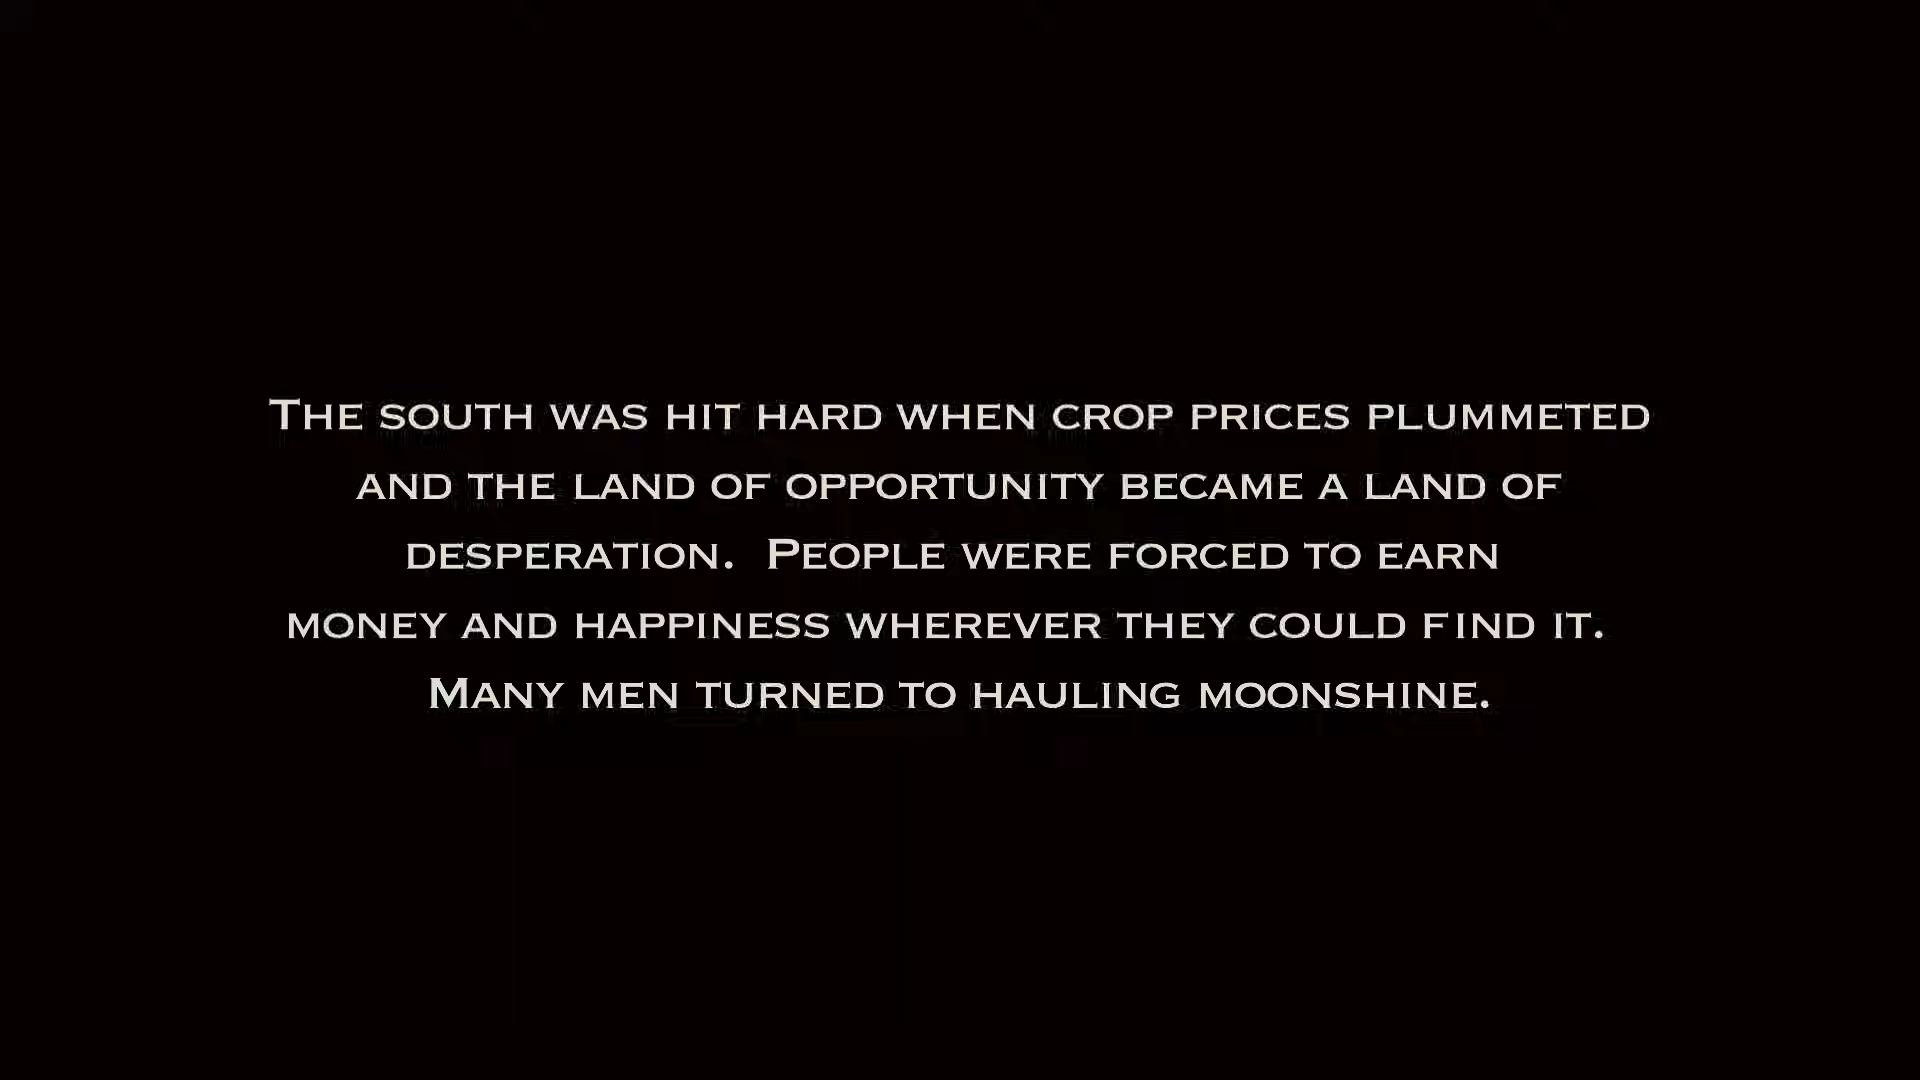 The south was hit hard when crop prices plummeted
and the land of opportunity became a land of
desperation.  People were forced to earn
money and happiness wherever they could find it.
Many men turned to hauling moonshine.